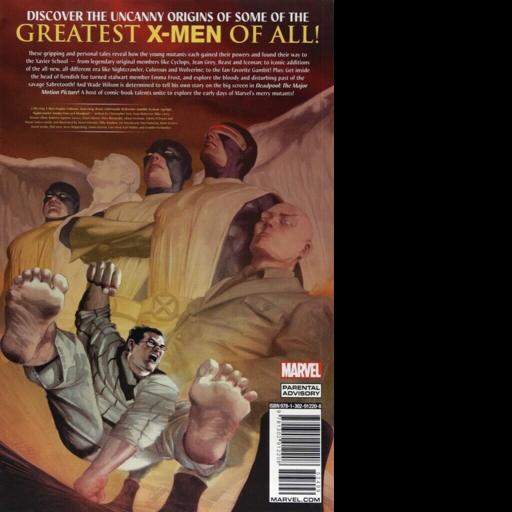 DISCOVER THE UNCANNY ORIGINS OF SOME OF THE
GREATEST X-MEN OF ALL!
These gripping and personal tales reveal how the young mutants each gained their powers and found their way to
the Xavier School — from legendary original members like Cyclops, Jean Grey, Beast and Iceman; to iconic additions
of the all-new, all-different era like Nightcrawler, Colossus and Wolverine; to the fan-favorite Gambit! Plus: Get inside
the head of fiendish foe turned stalwart member Emma Frost, and explore the bloody and disturbing past of the
savage Sabretooth! And Wade Wilson is determined to tell his own story on the big screen in Deadpool: The Major
Motion Picture! A host of comic book talents unite to explore the early days of Marvel's merry mutants!
MARVEL
PARENTAL
ADVISORY
ISBN 978-1-302-91220-8
MARVEL.COM